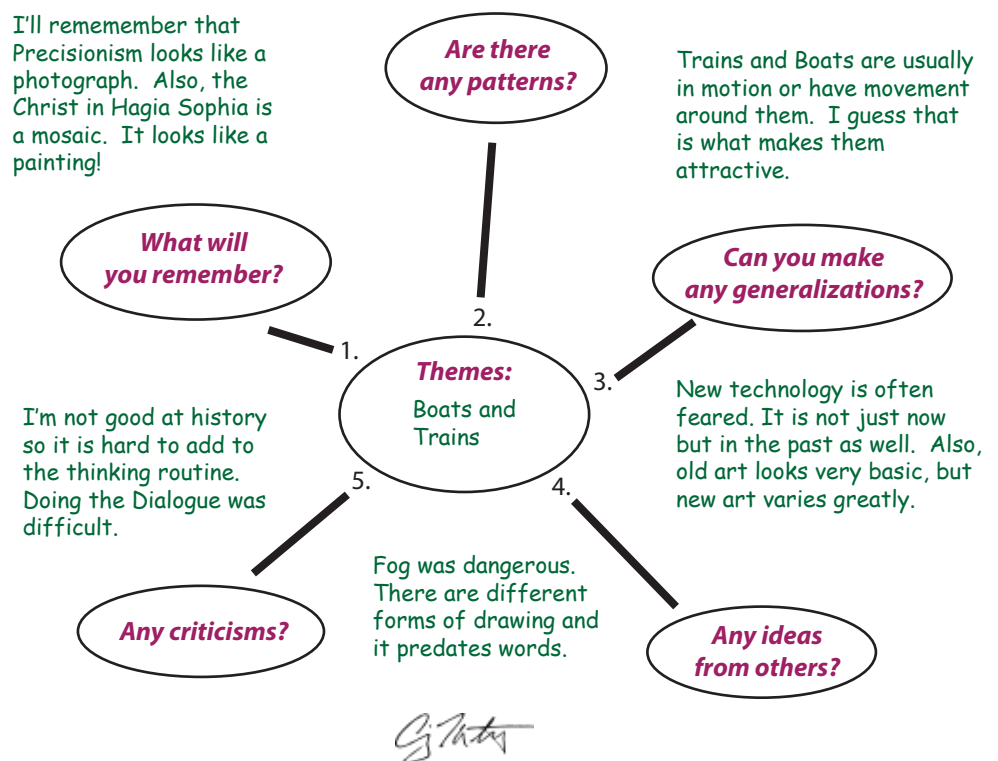 I'll rememember that
Precisionism looks like a
photograph.  Also, the
Christ in Hagia Sophia is
a mosaic.  It looks like a
painting!
What will
you remember?
1.
Are there
any patterns?
2.
Trains and Boats are usually
in motion or have movement
around them.  I guess that
is what makes them
attractive.
Can you make
any generalizations?
3.
Themes:
Boats and
Trains
New technology is often
feared. It is not just now
but in the past as well.  Also,
old art looks very basic, but
new art varies greatly.
4.
Any ideas
from others?
Fog was dangerous.
There are different
forms of drawing and
it predates words.
5.
I'm not good at history
so it is hard to add to
the thinking routine.
Doing the Dialogue was
difficult.
Any criticisms?